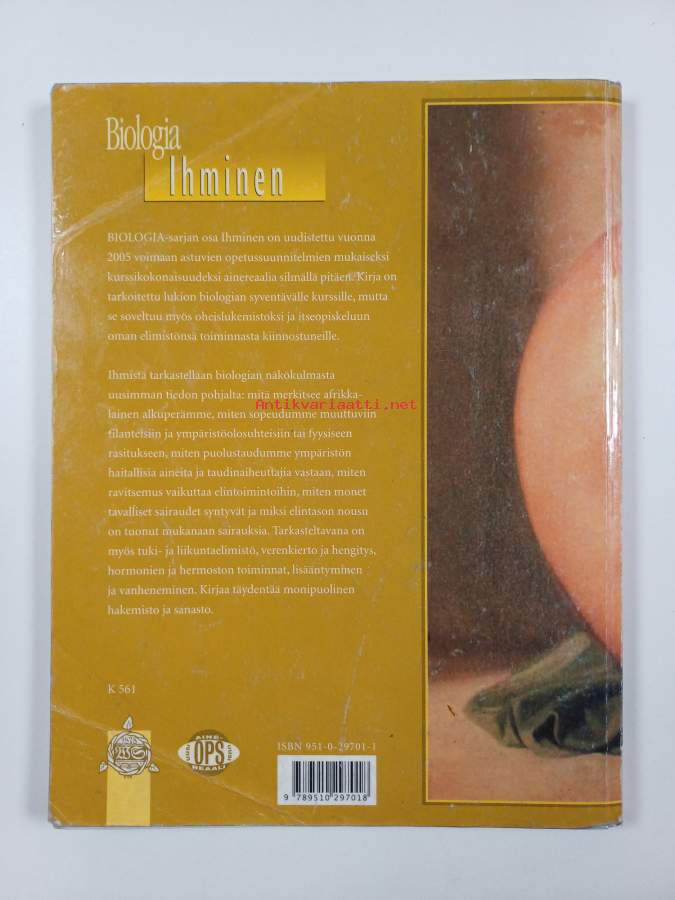 Biologia
Ihminen
BIOLOGIA-sarjan osa Ihminen on uudistettu vuonna
2005 voimaan astuvien opetussuunnitelmien mukaiseksi
kurssikokonaisuudeksi ainereaalia silmällä pitäen. Kirja on
tarkoitettu lukion biologian syventävälle kurssille, mutta
se soveltuu myös oheislukemistoksi ja itseopiskeluun
oman elimistönsä toiminnasta kiinnostuneille.
Ihmistä tarkastellaan biologian näkökulmasta
uusimman tiedon pohjalta: mitä merkitsee afrikka-
Antikvariaatti.net
lainen alkuperämme, miten sopeudumme muuttuviin
tilanteisiin ja ympäristöolosuhteisiin tai fyysiseen
rasitukseen, miten puolustaudumme ympäristön
haitallisia aineita ja taudinaiheuttajia vastaan, miten
ravitsemus vaikuttaa elintoimintoihin, miten monet
tavalliset sairaudet syntyvät ja miksi elintason nousu
on tuonut mukanaan sairauksia. Tarkasteltavana on
myös tuki- ja liikuntaelimistö, verenkierto ja hengitys,
hormonien ja hermoston toiminnat, lisääntyminen
ja vanheneminen. Kirjaa täydentää monipuolinen
hakemisto ja sanasto.
K 561
WS
AINE-
UUSI OPS UUSI
REAALI
ISBN 951-0-29701-1
9 789510 297018